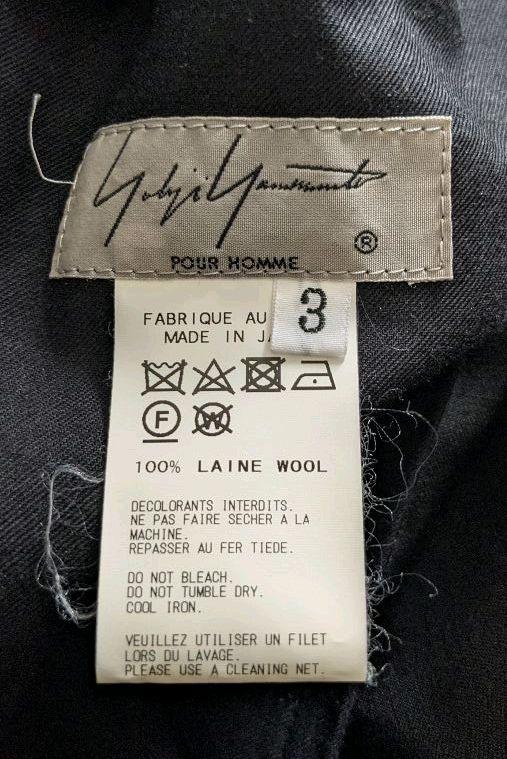 Yohji Yamamoto
®
POUR HOMME
3
FABRIQUE AU
MADE IN
F
W
100% LAINE WOOL
DECOLORANTS INTERDITS.
NE PAS FAIRE SECHER A LA
MACHINE.
REPASSER AU FER TIEDE.
DO NOT BLEACH.
DO NOT TUMBLE DRY.
COOL IRON.
VEUILLEZ UTILISER UN FILET
LORS DU LAVAGE.
PLEASE USE A CLEANING NET.